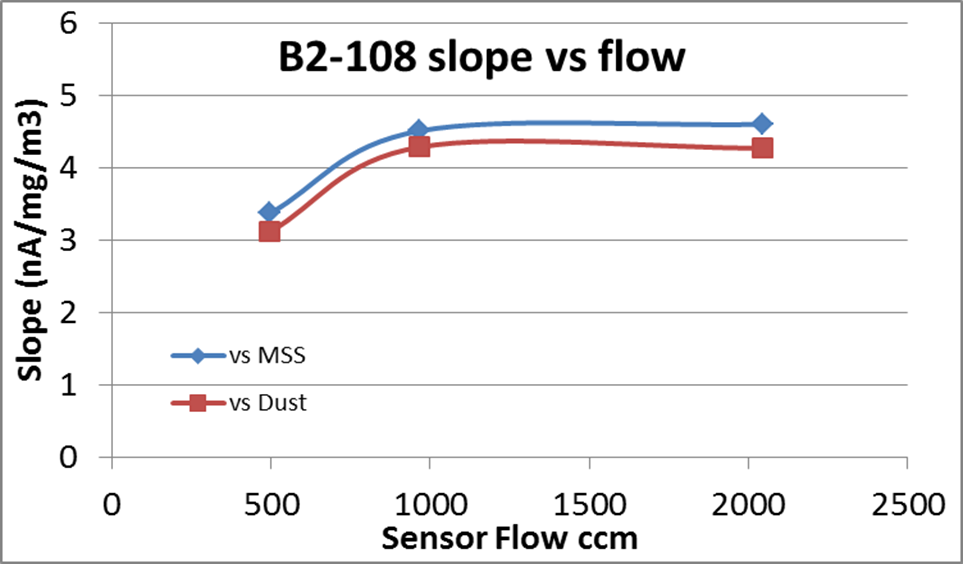 B2-108 slope vs flow
Slope (nA/mg/m3)
6
5
4
3
2
1
0
vs MSS
vs Dust
0 500 1000 1500 2000 2500
Sensor Flow ccm